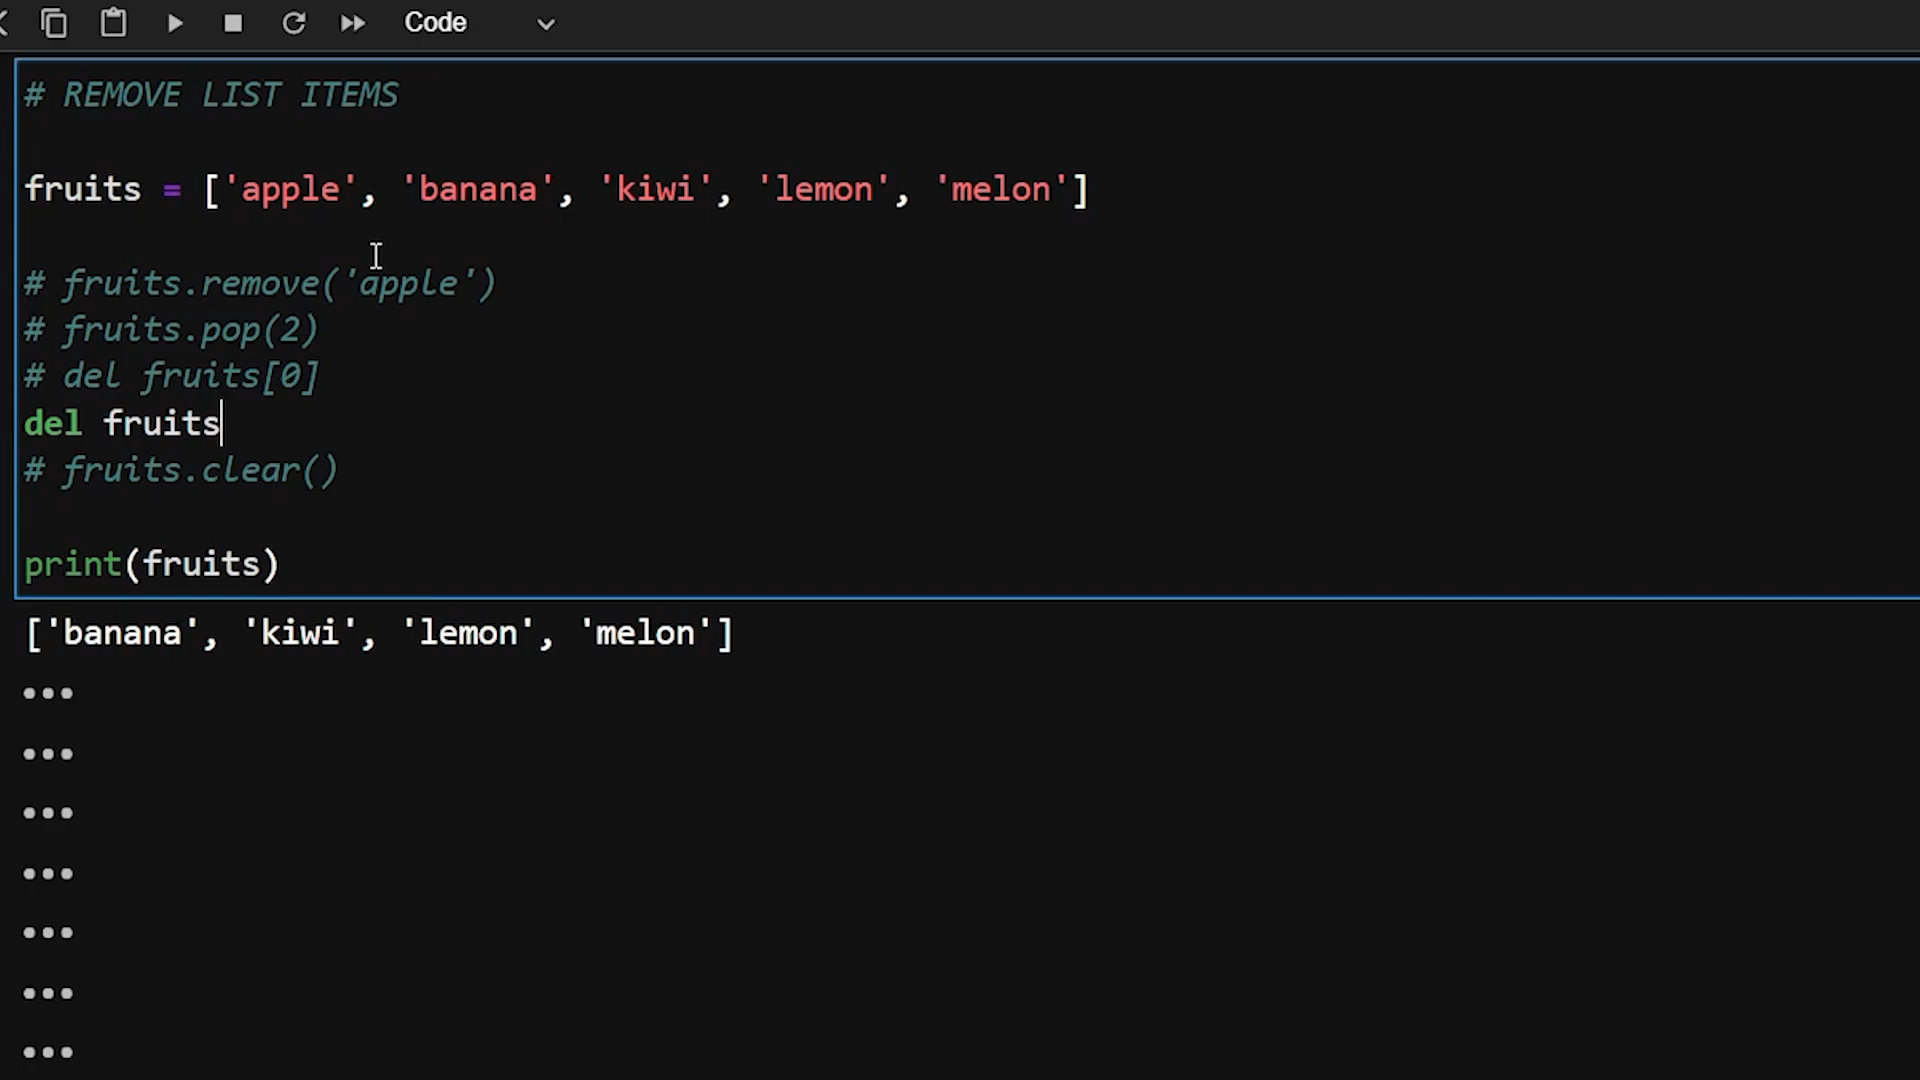 Code
# REMOVE LIST ITEMS
fruits = ['apple', 'banana', 'kiwi', 'lemon', 'melon']
# fruits.remove('apple')
# fruits.pop(2)
# del fruits[0]
del fruits
# fruits.clear()
print(fruits)
['banana', 'kiwi', 'lemon', 'melon']